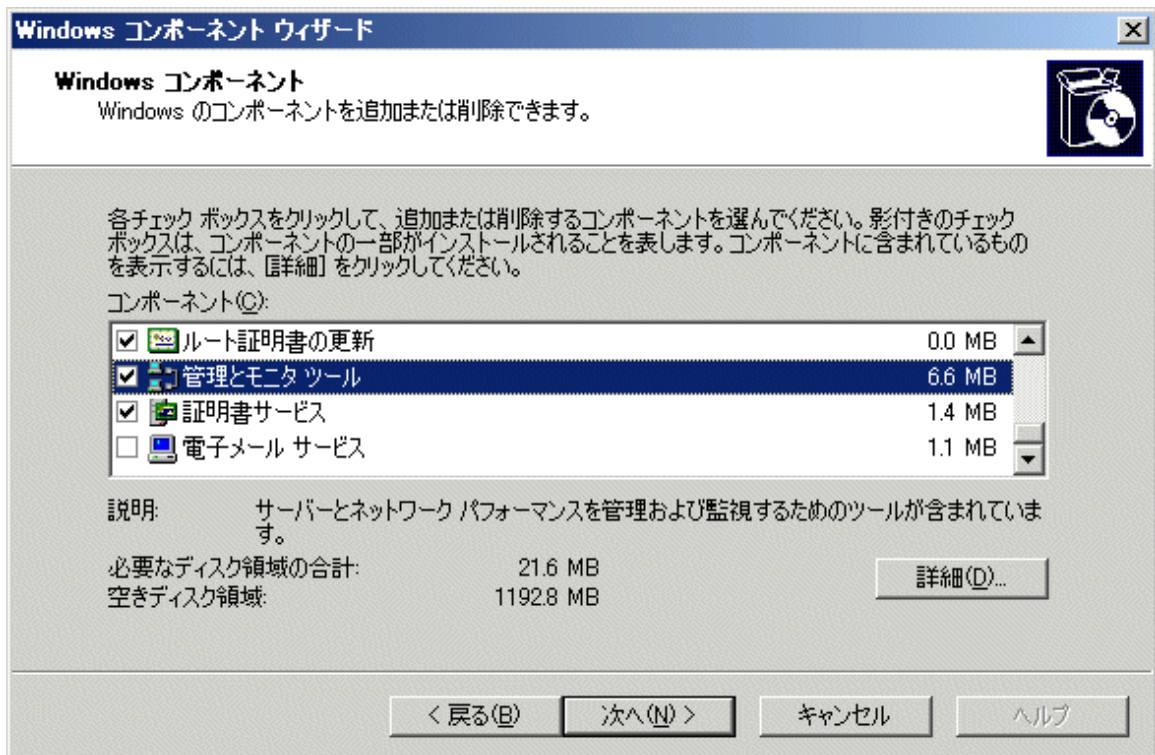 Windows コンポーネント ウィザード
Windows コンポーネント
Windows のコンポーネントを追加または削除できます。
各チェック ボックスをクリックして、追加または削除するコンポーネントを選んでください。影付きのチェック
ボックスは、コンポーネントの一部がインストールされることを表します。コンポーネントに含まれているもの
を表示するには、[詳細] をクリックしてください。
コンポーネント(C):
ルート証明書の更新 0.0 MB
管理とモニタ ツール 6.6 MB
証明書サービス 1.4 MB
電子メール サービス 1.1 MB
説明: サーバーとネットワーク パフォーマンスを管理および監視するためのツールが含まれていま
す。
必要なディスク領域の合計: 21.6 MB
空きディスク領域: 1192.8 MB
詳細(D)...
< 戻る(B) 次へ(N) > キャンセル ヘルプ